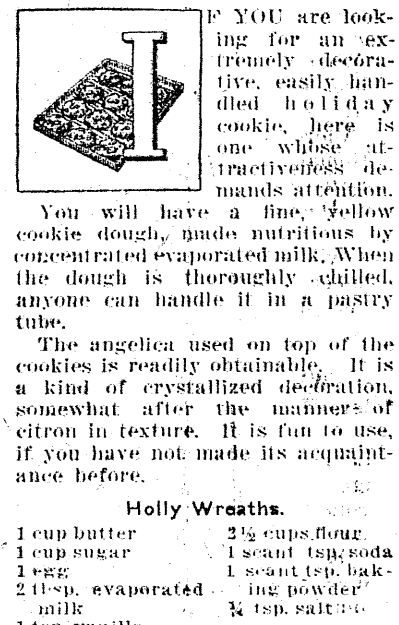 IF YOU are look-
ing for an ex-
tremely decora-
tive, easily han-
dled holiday
cookie, here is
one whose at-
tractiveness de-
mands attention.
You will have a fine, yellow
cookie dough, made nutritious by
concentrated evaporated milk. When
the dough is thoroughly chilled,
anyone can handle it in a pastry
tube.
The angelica used on top of the
cookies is readily obtainable. It is
a kind of crystallized decoration,
somewhat after the manner of
citron in texture. It is fun to use,
if you have not made its acquaint-
ance before.
Holly Wreaths.
1 cup butter
1 cup sugar
1 egg
2 tbsp. evaporated
milk
2½ cups flour
1 scant tsp. soda
1 scant tsp. bak-
ing powder
¼ tsp. salt